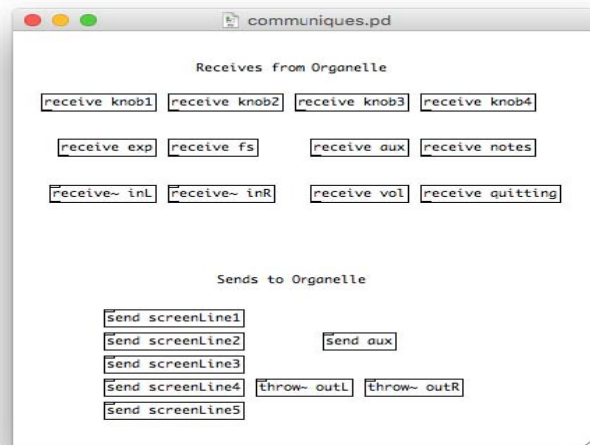 communiques.pd
Receives from Organelle
receive knob1 receive knob2 receive knob3 receive knob4
receive exp receive fs receive aux receive notes
receive~ inL receive~ inR receive vol receive quitting
Sends to Organelle
send screenLine1
send screenLine2 send aux
send screenLine3
send screenLine4 throw~ outL throw~ outR
send screenLine5